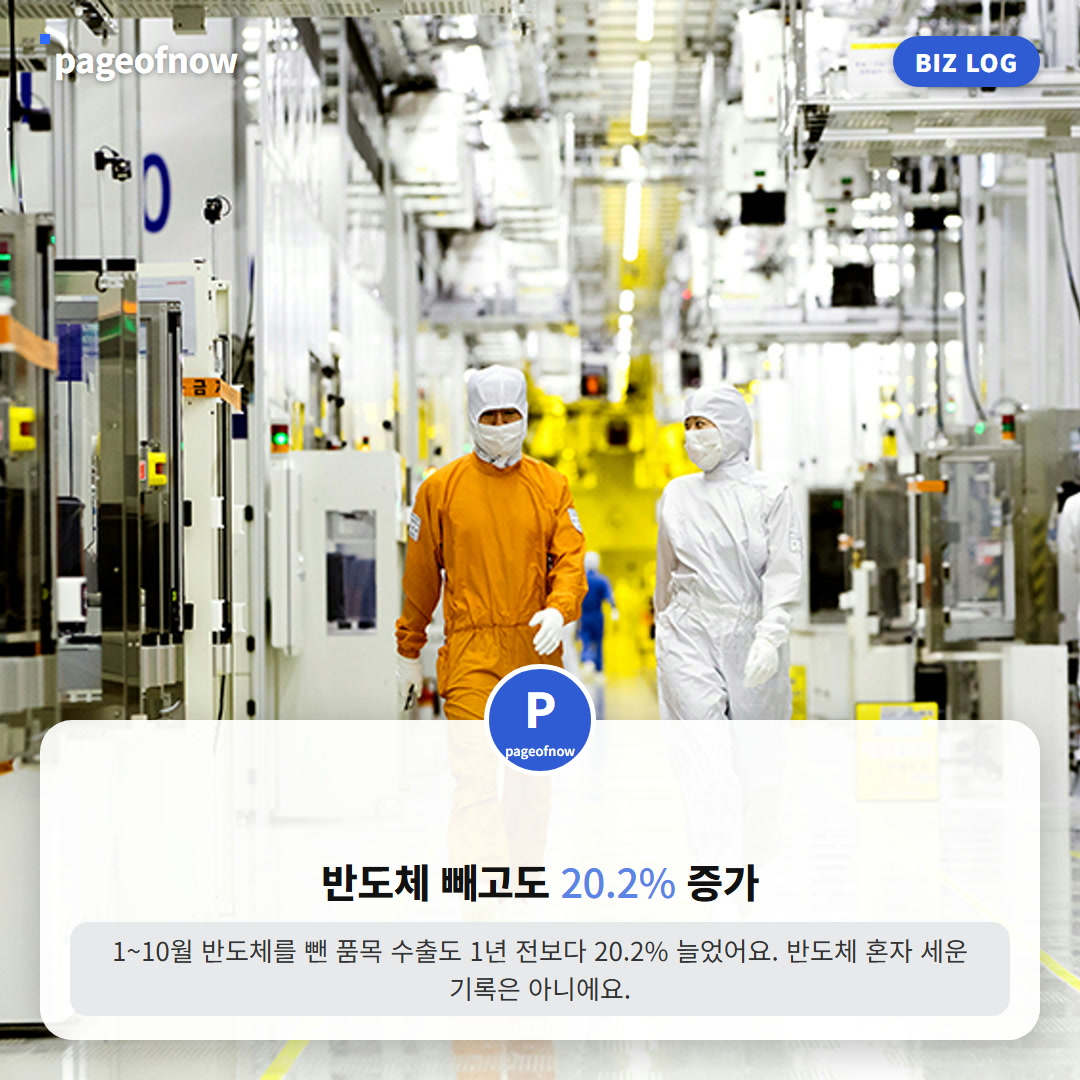 pageofnow
BIZ LOG
금
P
pageofnow
반도체 빼고도 20.2% 증가
1~10월 반도체를 뺀 품목 수출도 1년 전보다 20.2% 늘었어요. 반도체 혼자 세운
기록은 아니에요.